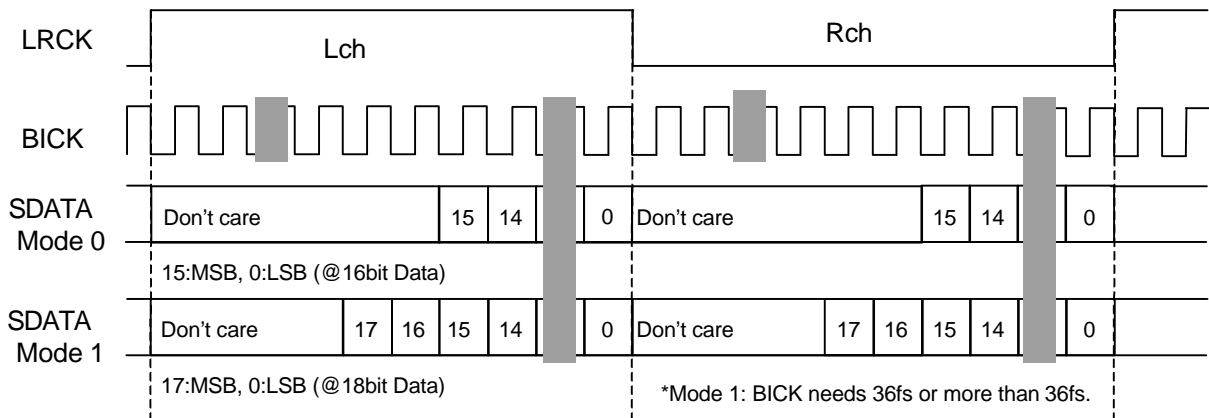 LRCK
Lch
Rch
BICK
SDATA
Mode 0
Don't care
15 14 0
Don't care
15 14 0
15:MSB, 0:LSB (@16bit Data)
SDATA
Mode 1
Don't care
17 16 15 14 0
Don't care
17 16 15 14 0
17:MSB, 0:LSB (@18bit Data)
*Mode 1: BICK needs 36fs or more than 36fs.